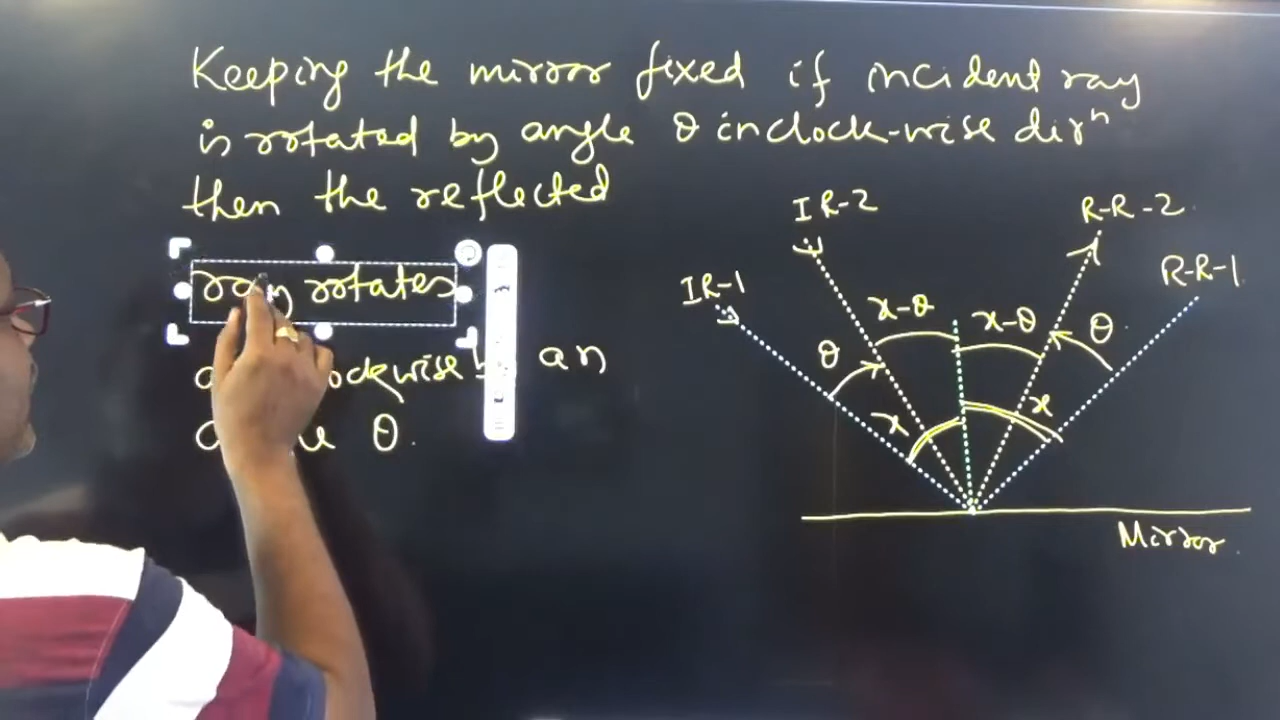 Keeping the mirror fixed if incident ray
is rotated by angle θ in clock-wise dirⁿ
then the reflected
ray rotates
an
θ.
IR-2
R-R-2
IR-1
R-R-1
x-θ
x-θ
θ
θ
x
x
Mirror